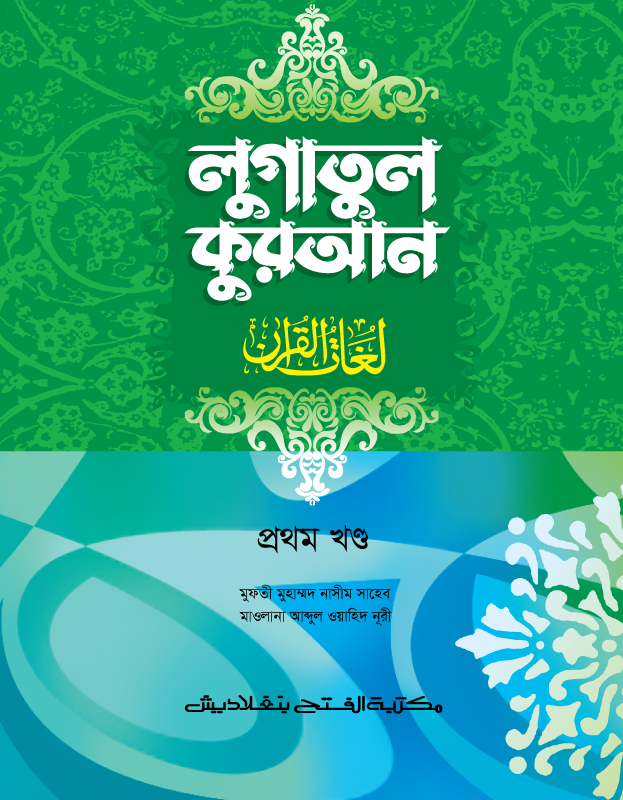 লুগাতুল
কুরআন
لغات القرآن
প্রথম খণ্ড
মুফতী মুহাম্মদ নাসীম সাহেব
মাওলানা আব্দুল ওয়াহিদ নূরী
مكتبة الفتح بنغلاديش